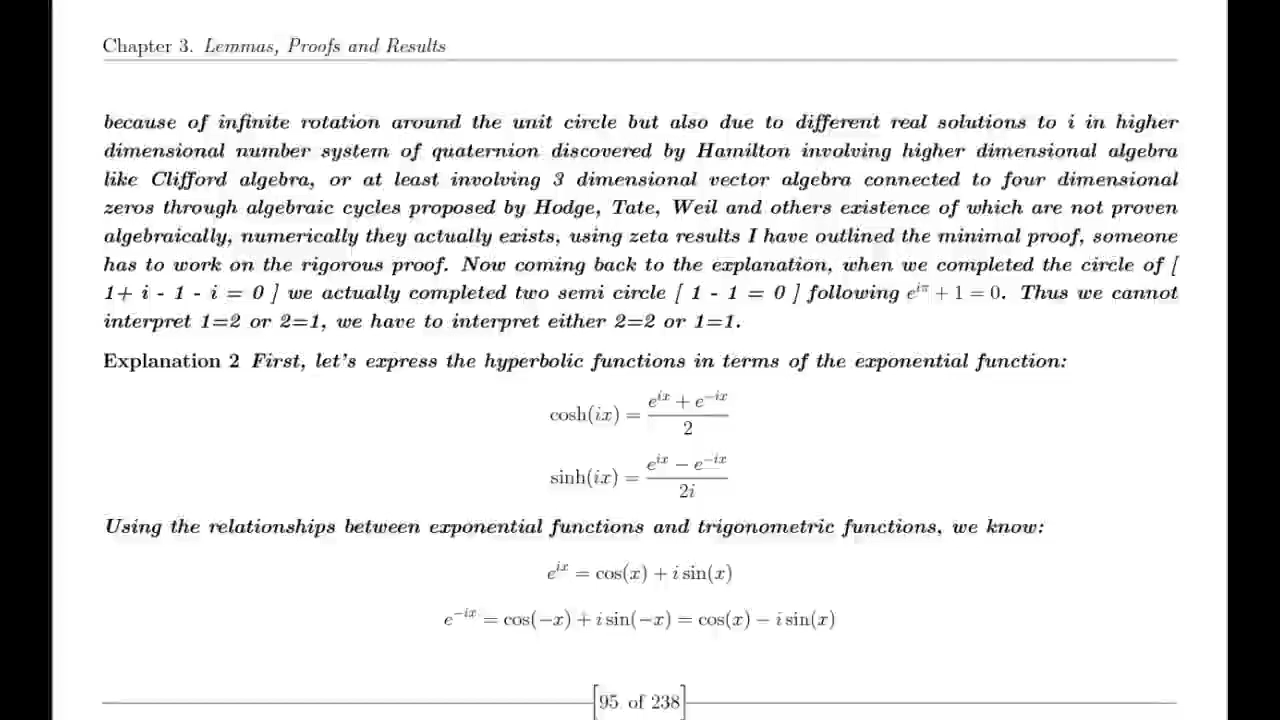 Chapter 3. Lemmas, Proofs and Results
because of infinite rotation around the unit circle but also due to different real solutions to i in higher
dimensional number system of quaternion discovered by Hamilton involving higher dimensional algebra
like Clifford algebra, or at least involving 3 dimensional vector algebra connected to four dimensional
zeros through algebraic cycles proposed by Hodge, Tate, Weil and others existence of which are not proven
algebraically, numerically they actually exists, using zeta results I have outlined the minimal proof, someone
has to work on the rigorous proof. Now coming back to the explanation, when we completed the circle of [
1+ i - 1 - i = 0 ] we actually completed two semi circle [ 1 - 1 = 0 ] following e^{iπ} + 1 = 0. Thus we cannot
interpret 1=2 or 2=1, we have to interpret either 2=2 or 1=1.
Explanation 2 First, let's express the hyperbolic functions in terms of the exponential function:
cosh(ix) = \frac{e^{ix} + e^{-ix}}{2}
sinh(ix) = \frac{e^{ix} - e^{-ix}}{2i}
Using the relationships between exponential functions and trigonometric functions, we know:
e^{ix} = cos(x) + i sin(x)
e^{-ix} = cos(−x) + i sin(−x) = cos(x) − i sin(x)
[95 of 238]